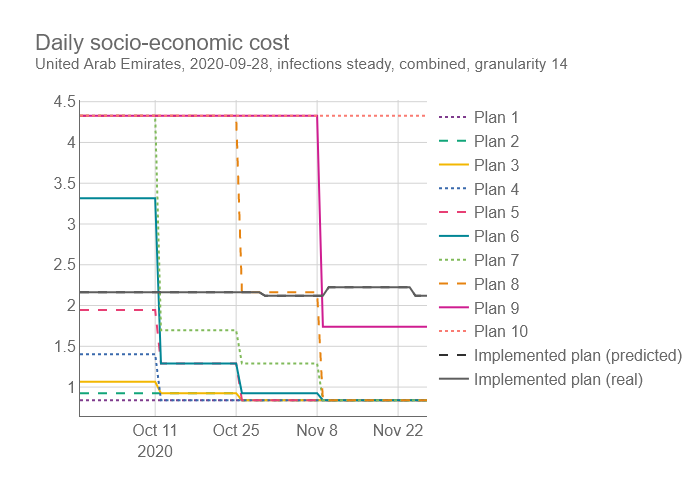 Daily socio-economic cost
United Arab Emirates, 2020-09-28, infections steady, combined, granularity 14
4.5
4
3.5
3
2.5
2
1.5
1
Oct 11
2020
Oct 25
Nov 8
Nov 22
Plan 1
Plan 2
Plan 3
Plan 4
Plan 5
Plan 6
Plan 7
Plan 8
Plan 9
Plan 10
Implemented plan (predicted)
Implemented plan (real)